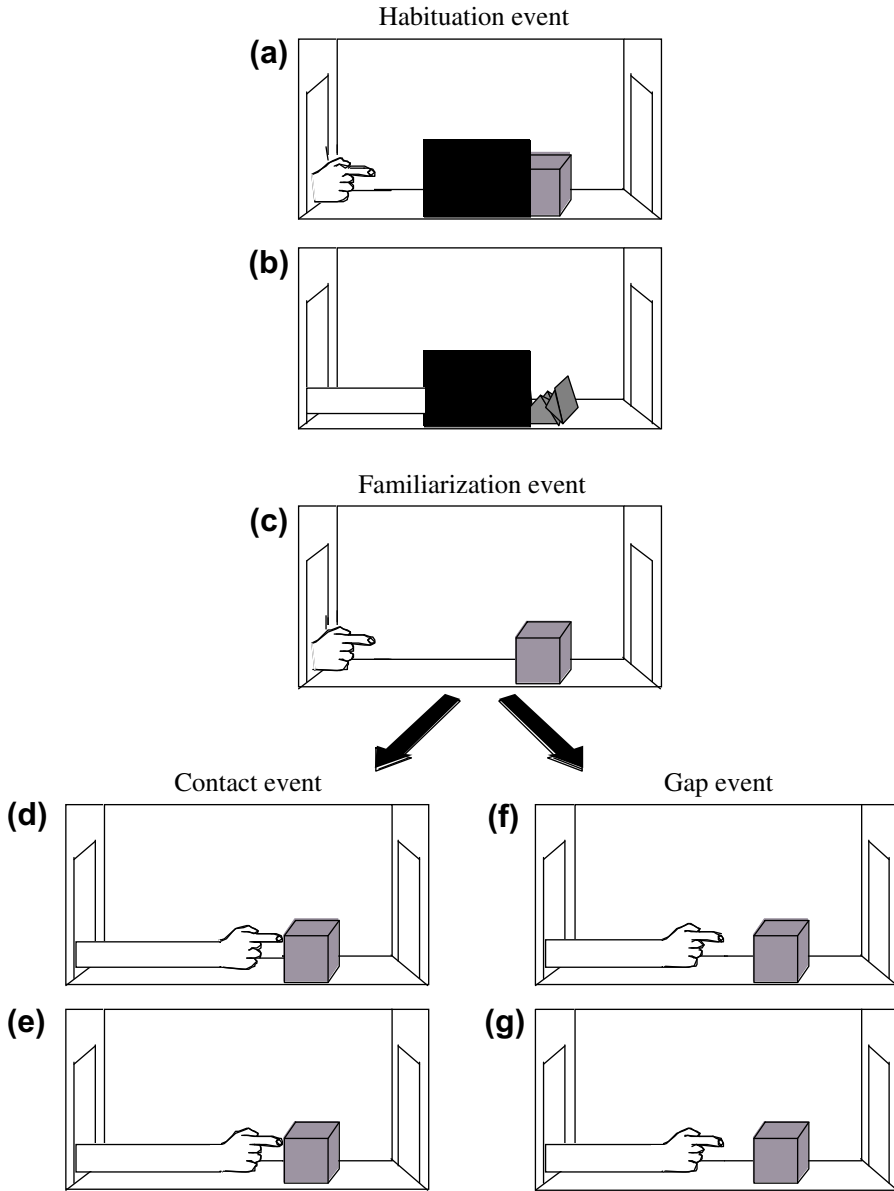 Habituation event
(a)
(b)
Familiarization event
(c)
Contact event
Gap event
(d)
(f)
(e)
(g)